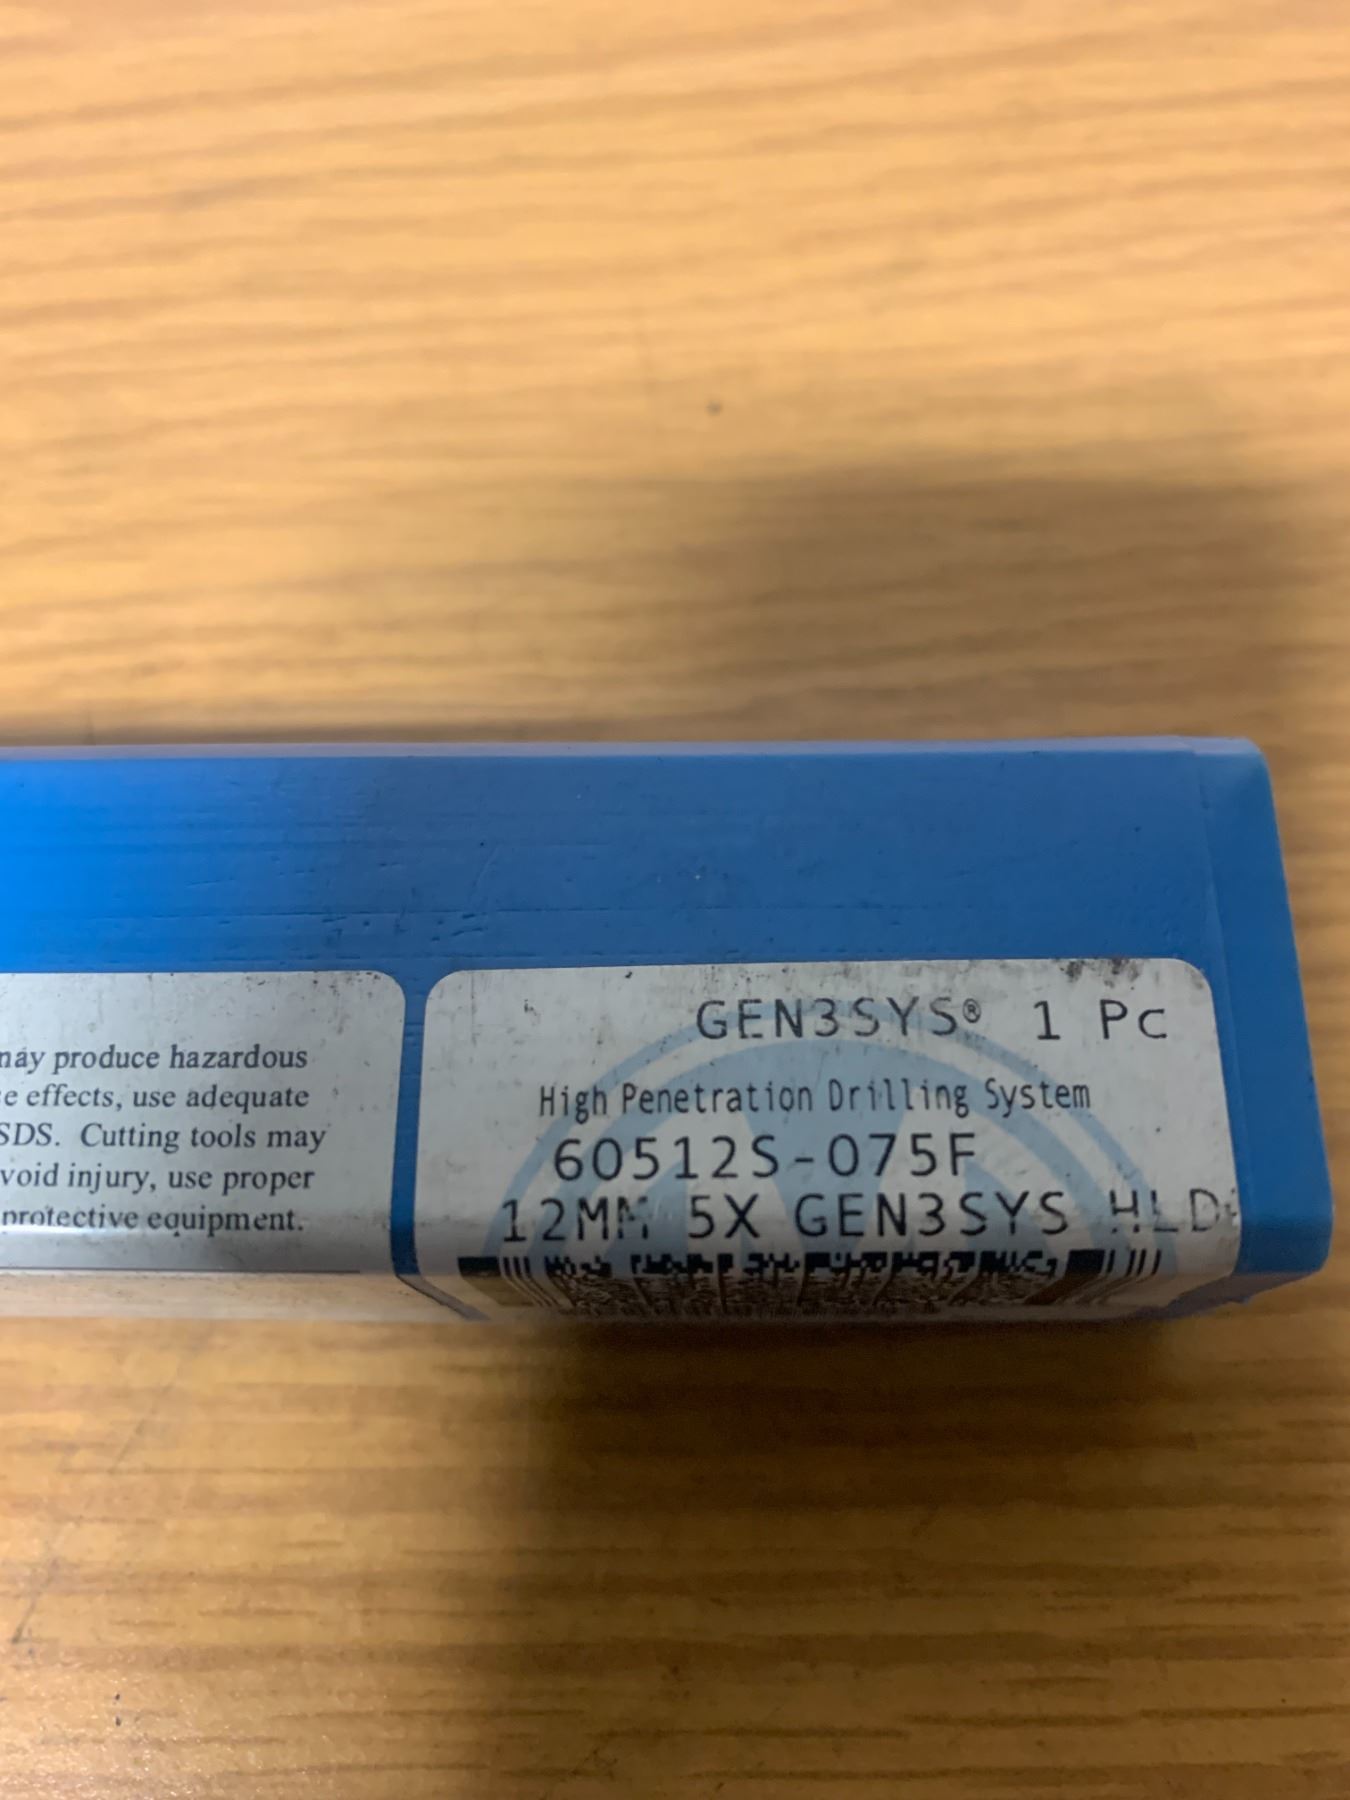 may produce hazardous
effects, use adequate
SDS. Cutting tools may
void injury, use proper
protective equipment.
GEN3SYS® 1 Pc
High Penetration Drilling System
60512S-075F
12MM 5X GEN3SYS HLD